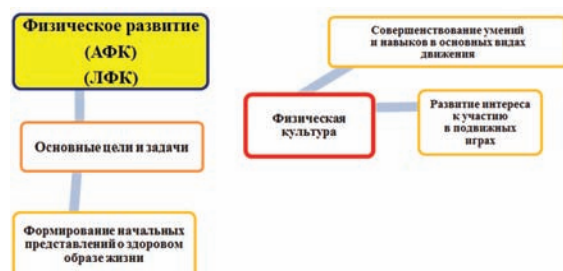 Физическое развитие
(АФК)
(ЛФК)
Основные цели и задачи
Формирование начальных
представлений о здоровом
образе жизни
Совершенствование умений
и навыков в основных видах
движения
Физическая
культура
Развитие интереса
к участию
в подвижных
играх